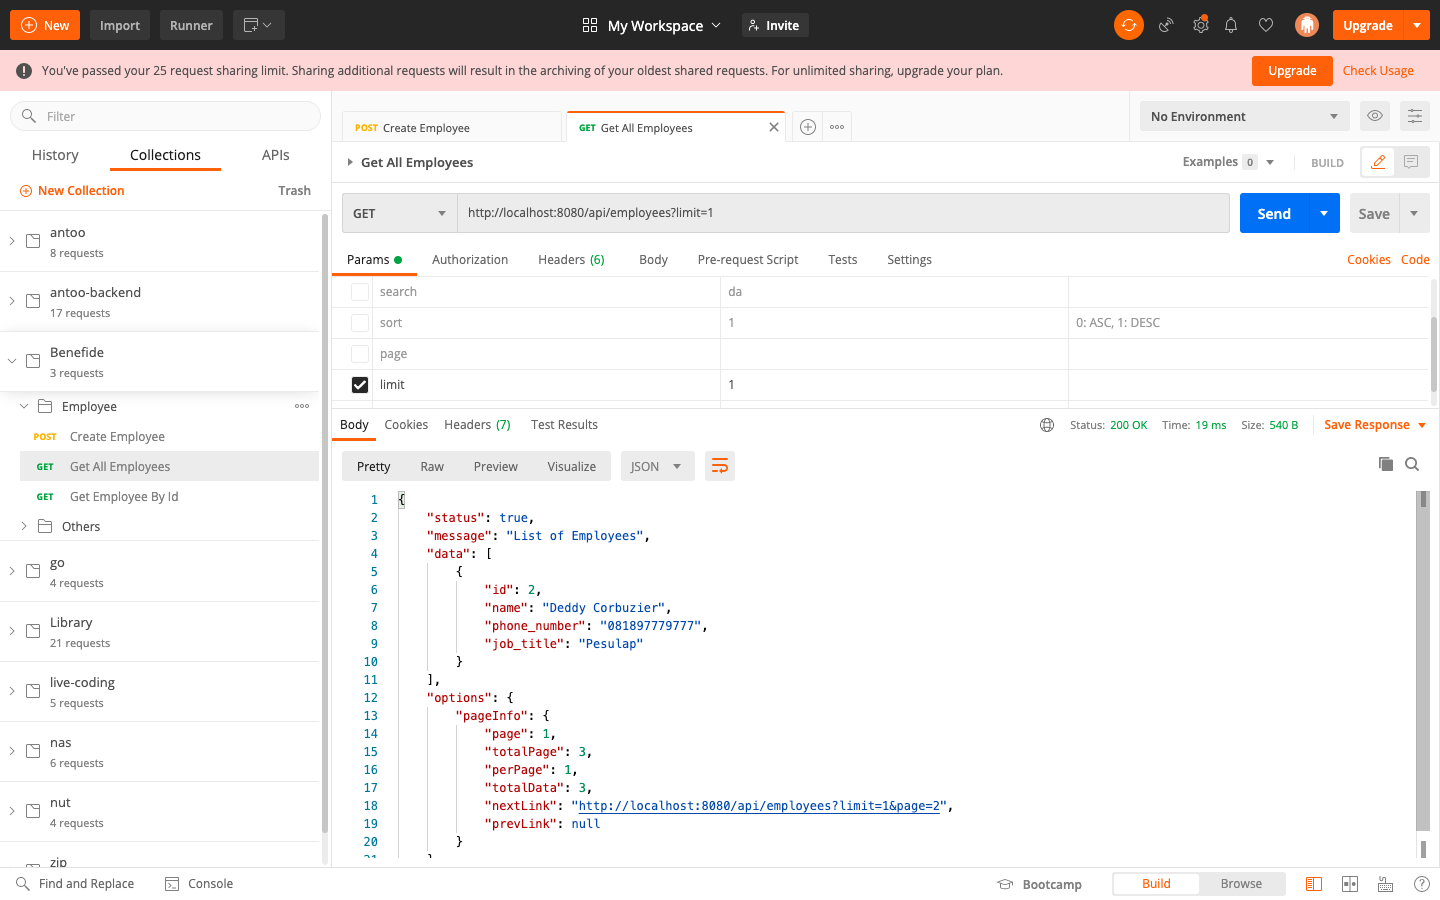 New
Import
Runner
My Workspace
Invite
Upgrade
You've passed your 25 request sharing limit. Sharing additional requests will result in the archiving of your oldest shared requests. For unlimited sharing, upgrade your plan.
Upgrade
Check Usage
Filter
History
Collections
APIs
New Collection
Trash
antoo
8 requests
antoo-backend
17 requests
Benefide
3 requests
Employee
POST Create Employee
GET Get All Employees
GET Get Employee By Id
Others
go
4 requests
Library
21 requests
live-coding
5 requests
nas
6 requests
nut
4 requests
zip
POST Create Employee
GET Get All Employees
No Environment
Get All Employees
Examples 0
BUILD
GET
http://localhost:8080/api/employees?limit=1
Send
Save
Params
Authorization
Headers (6)
Body
Pre-request Script
Tests
Settings
Cookies
Code
search da
sort 1 0: ASC, 1: DESC
page
limit 1
Body
Cookies
Headers (7)
Test Results
Status: 200 OK
Time: 19 ms
Size: 540 B
Save Response
Pretty
Raw
Preview
Visualize
JSON
1 {
2 "status": true,
3 "message": "List of Employees",
4 "data": [
5 {
6 "id": 2,
7 "name": "Deddy Corbuzier",
8 "phone_number": "081897779777",
9 "job_title": "Pesulap"
10 }
11 ],
12 "options": {
13 "pageInfo": {
14 "page": 1,
15 "totalPage": 3,
16 "perPage": 1,
17 "totalData": 3,
18 "nextLink": "http://localhost:8080/api/employees?limit=1&page=2",
19 "prevLink": null
20 }
21 }
Find and Replace
Console
Bootcamp
Build
Browse